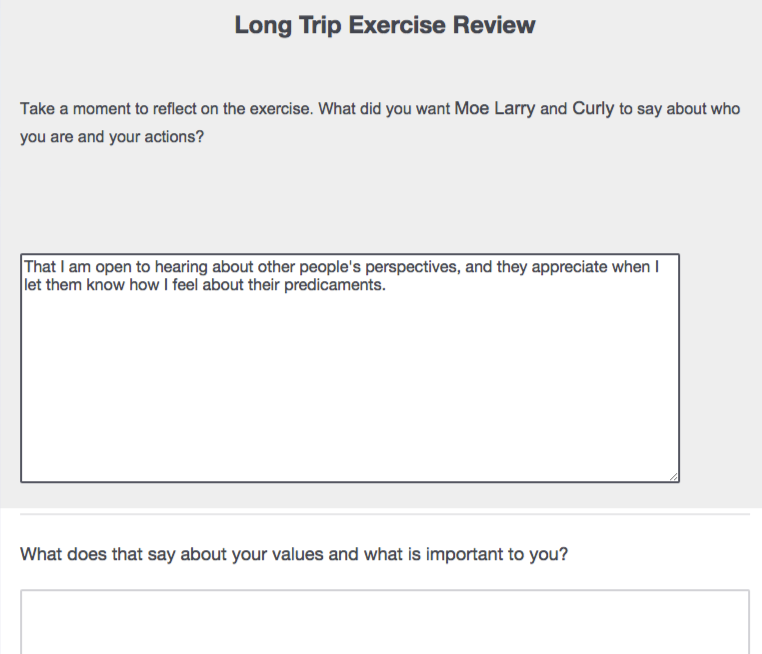 Long Trip Exercise Review
Take a moment to reflect on the exercise. What did you want Moe Larry and Curly to say about who
you are and your actions?
That I am open to hearing about other people's perspectives, and they appreciate when I
let them know how I feel about their predicaments.
What does that say about your values and what is important to you?